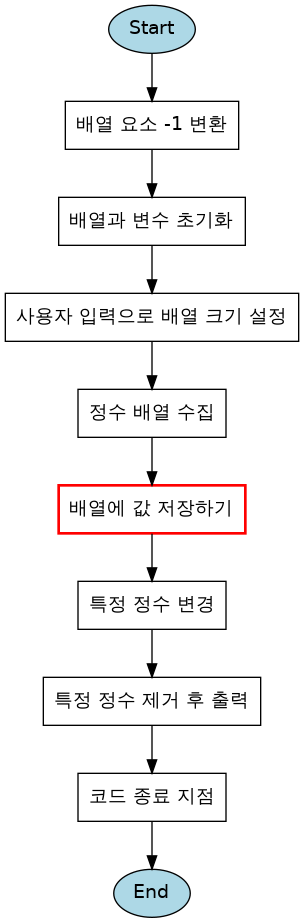 Start
배열 요소 -1 변환
배열과 변수 초기화
사용자 입력으로 배열 크기 설정
정수 배열 수집
배열에 값 저장하기
특정 정수 변경
특정 정수 제거 후 출력
코드 종료 지점
End